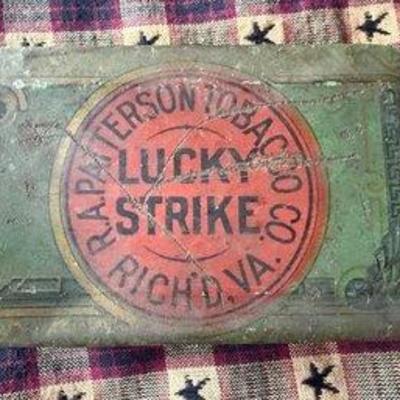 R.A. PATTERSON TOBACCO CO.
LUCKY
STRIKE
RICH'D, VA.